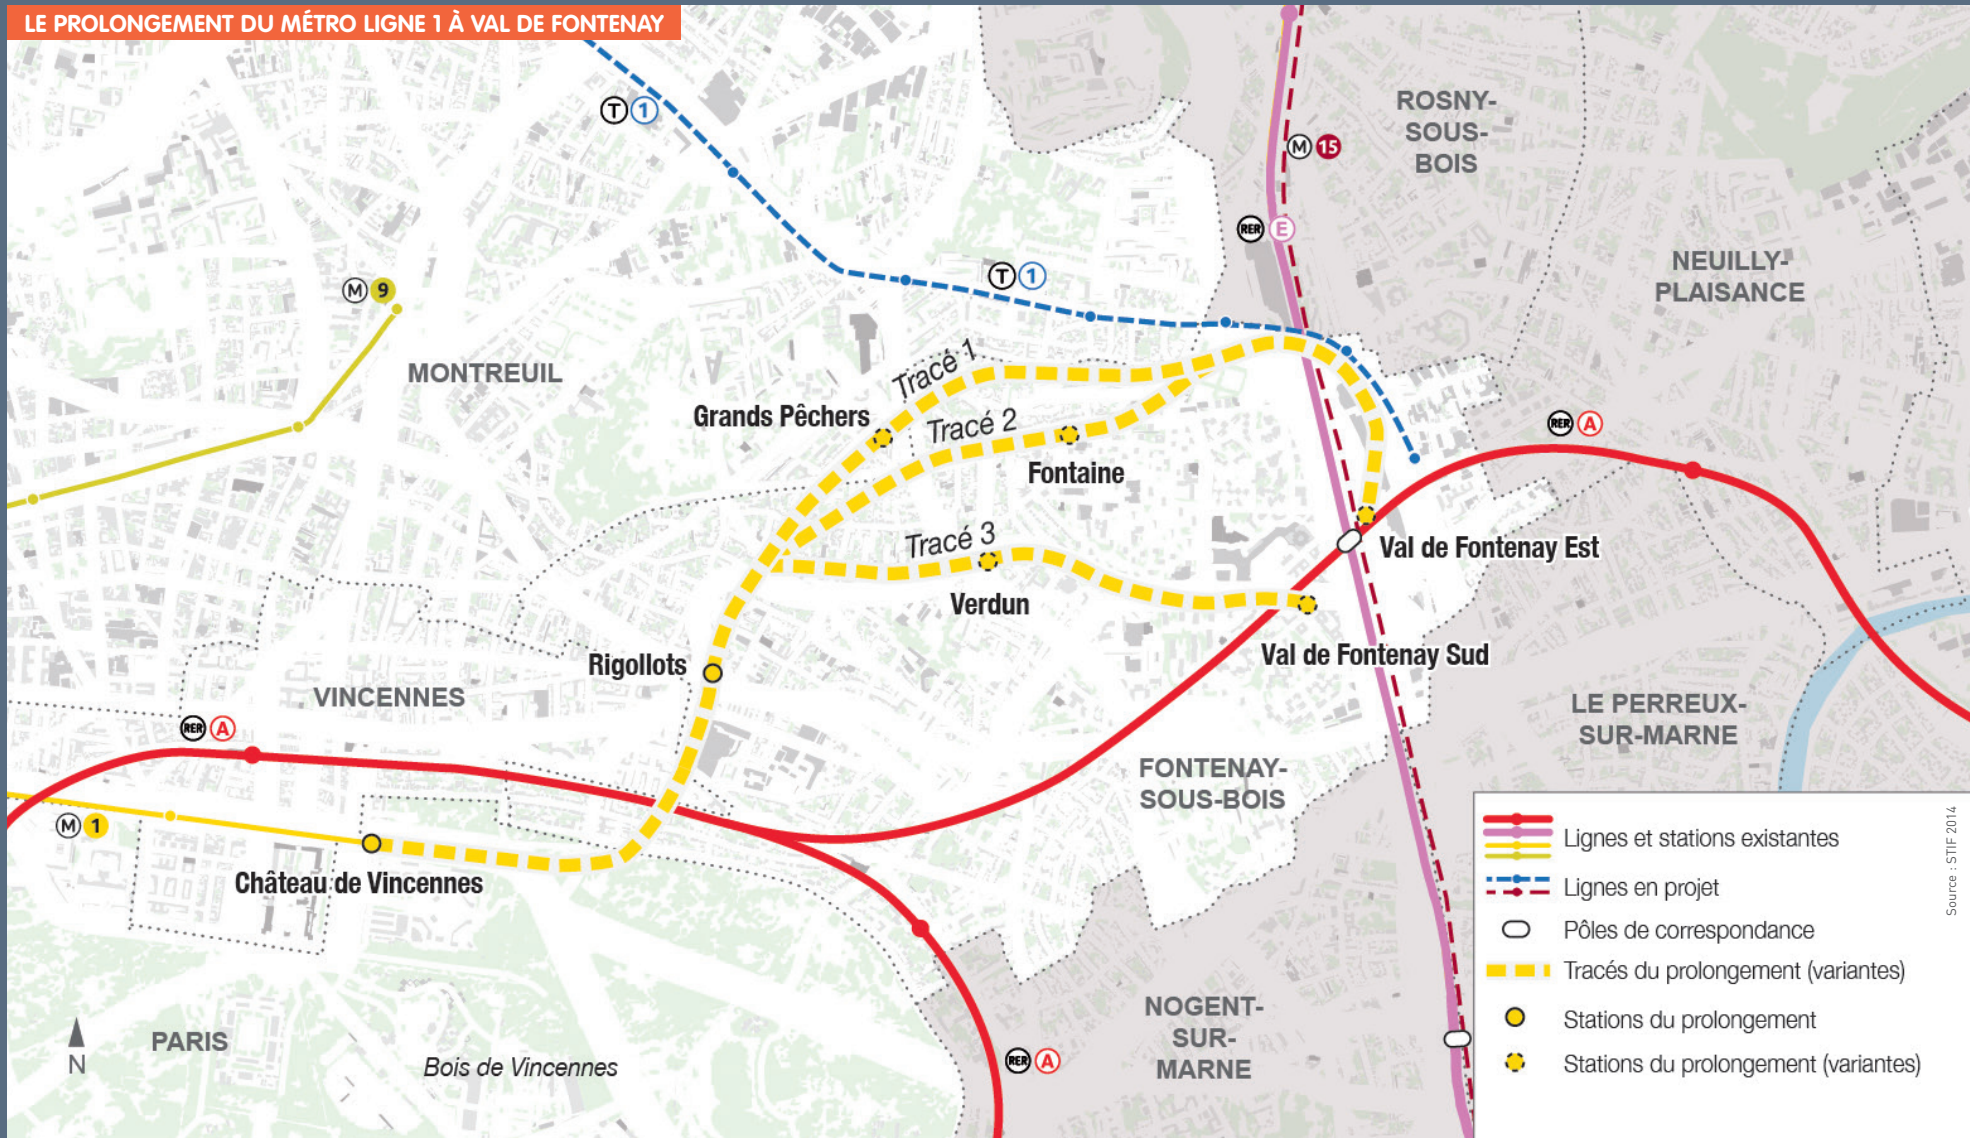 LE PROLONGEMENT DU MÉTRO LIGNE 1 À VAL DE FONTENAY
T 1
ROSNY-
SOUS-
BOIS
M 15
RER E
NEUILLY-
PLAISANCE
T 1
M 9
MONTREUIL
Tracé 1
Grands Pêchers
Tracé 2
Fontaine
RER A
Tracé 3
Val de Fontenay Est
Verdun
Rigollots
Val de Fontenay Sud
VINCENNES
RER A
LE PERREUX-
SUR-MARNE
FONTENAY-
SOUS-BOIS
M 1
Château de Vincennes
PARIS
N
Bois de Vincennes
NOGENT-
SUR-
MARNE
RER A
Lignes et stations existantes
Lignes en projet
Pôles de correspondance
Tracés du prolongement (variantes)
Stations du prolongement
Stations du prolongement (variantes)
Source : STIF 2014